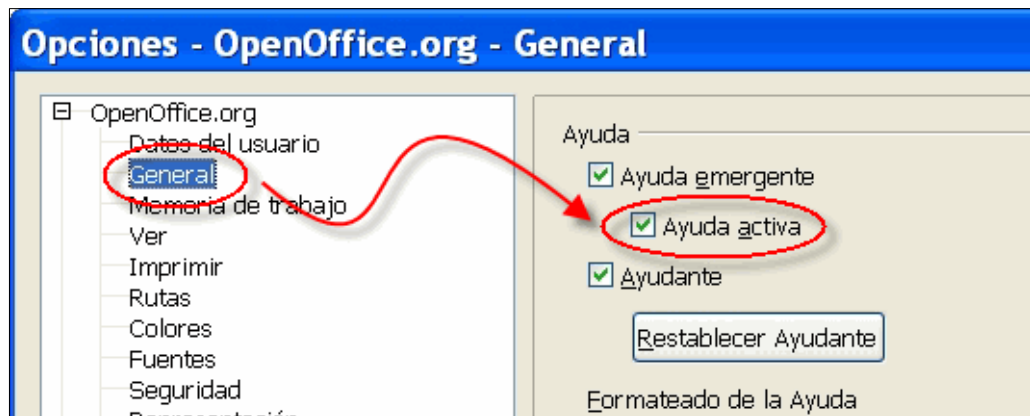 Opciones - OpenOffice.org - General
OpenOffice.org
Datos del usuario
General
Memoria de trabajo
Ver
Imprimir
Rutas
Colores
Fuentes
Seguridad
Representación
Ayuda
Ayuda emergente
Ayuda activa
Ayudante
Restablecer Ayudante
Formateado de la Ayuda